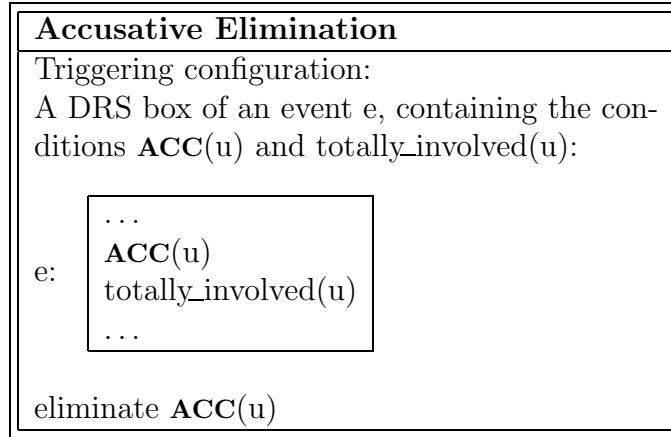 Accusative Elimination
Triggering configuration:
A DRS box of an event e, containing the con-
ditions ACC(u) and totally_involved(u):
. . .
ACC(u)
e:
totally_involved(u)
. . .
eliminate ACC(u)